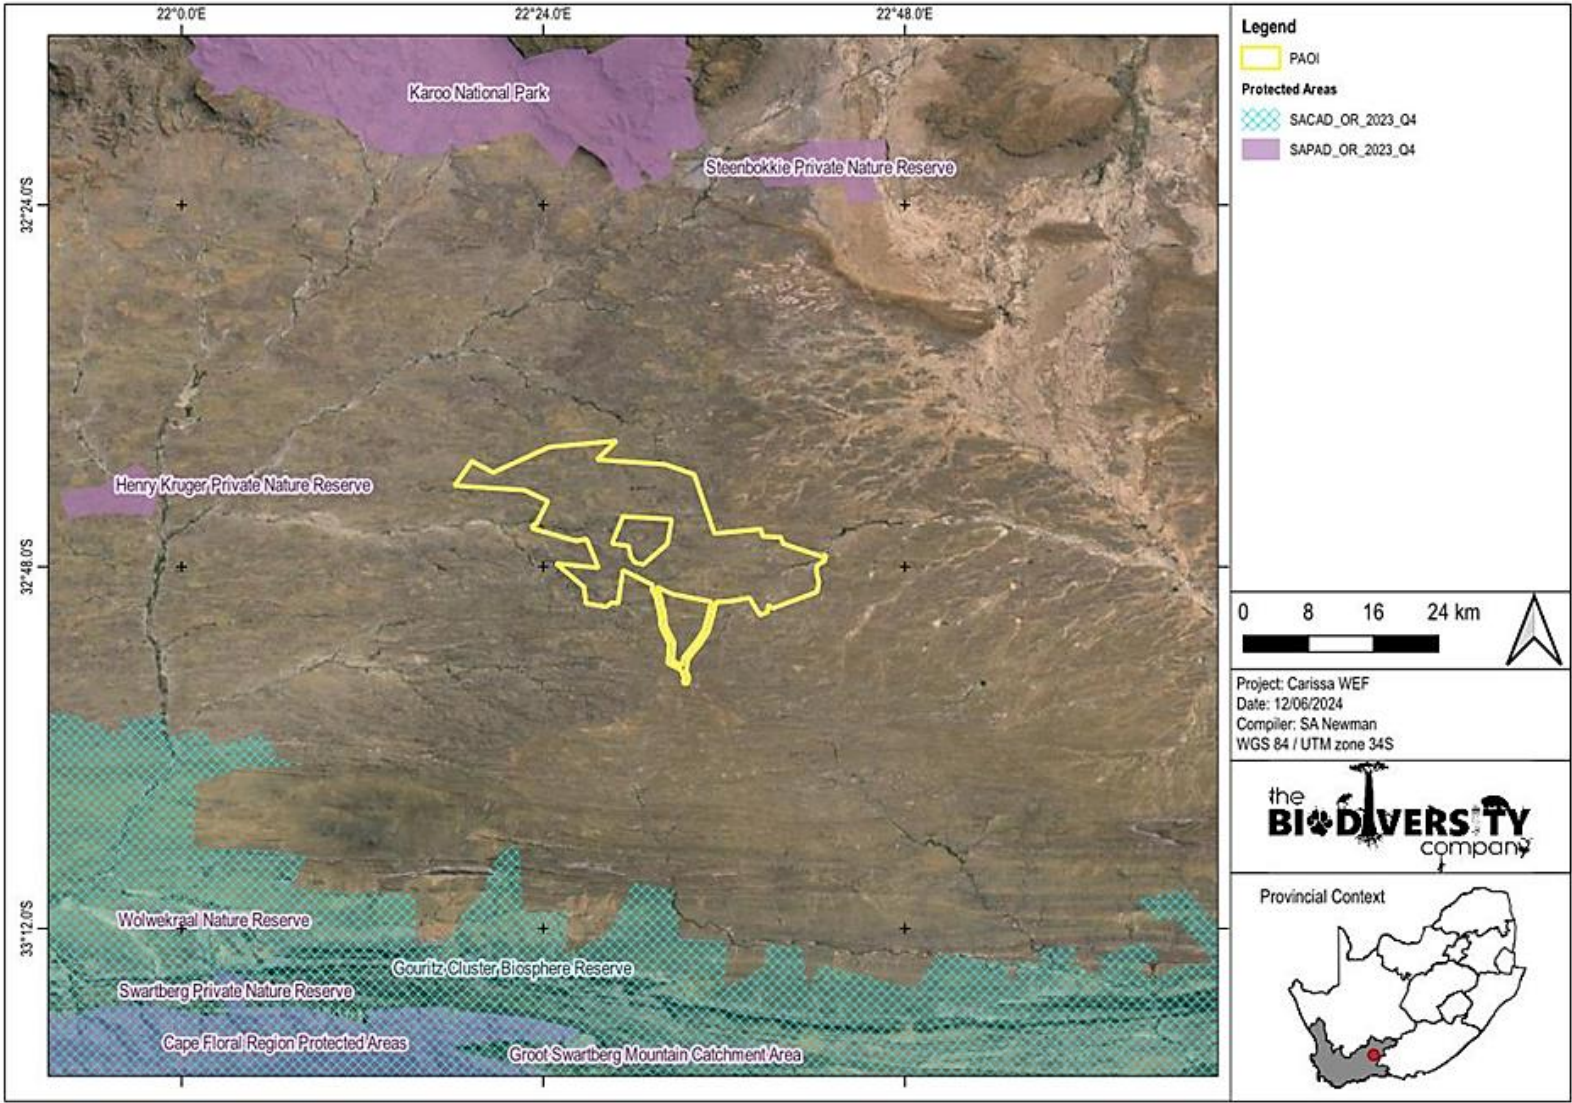 22°0.0'E
22°24.0'E
22°48.0'E
32°24.0'S
32°48.0'S
33°12.0'S
Karoo National Park
Steenbokkie Private Nature Reserve
Henry Kruger Private Nature Reserve
Wolwekraal Nature Reserve
Gouritz Cluster Biosphere Reserve
Swartberg Private Nature Reserve
Cape Floral Region Protected Areas
Groot Swartberg Mountain Catchment Area
Legend
PAOI
Protected Areas
SACAD_OR_2023_Q4
SAPAD_OR_2023_Q4
0 8 16 24 km
Project: Carissa WEF
Date: 12/06/2024
Compiler: SA Newman
WGS 84 / UTM zone 34S
the
BIODIVERSITY
company
Provincial Context